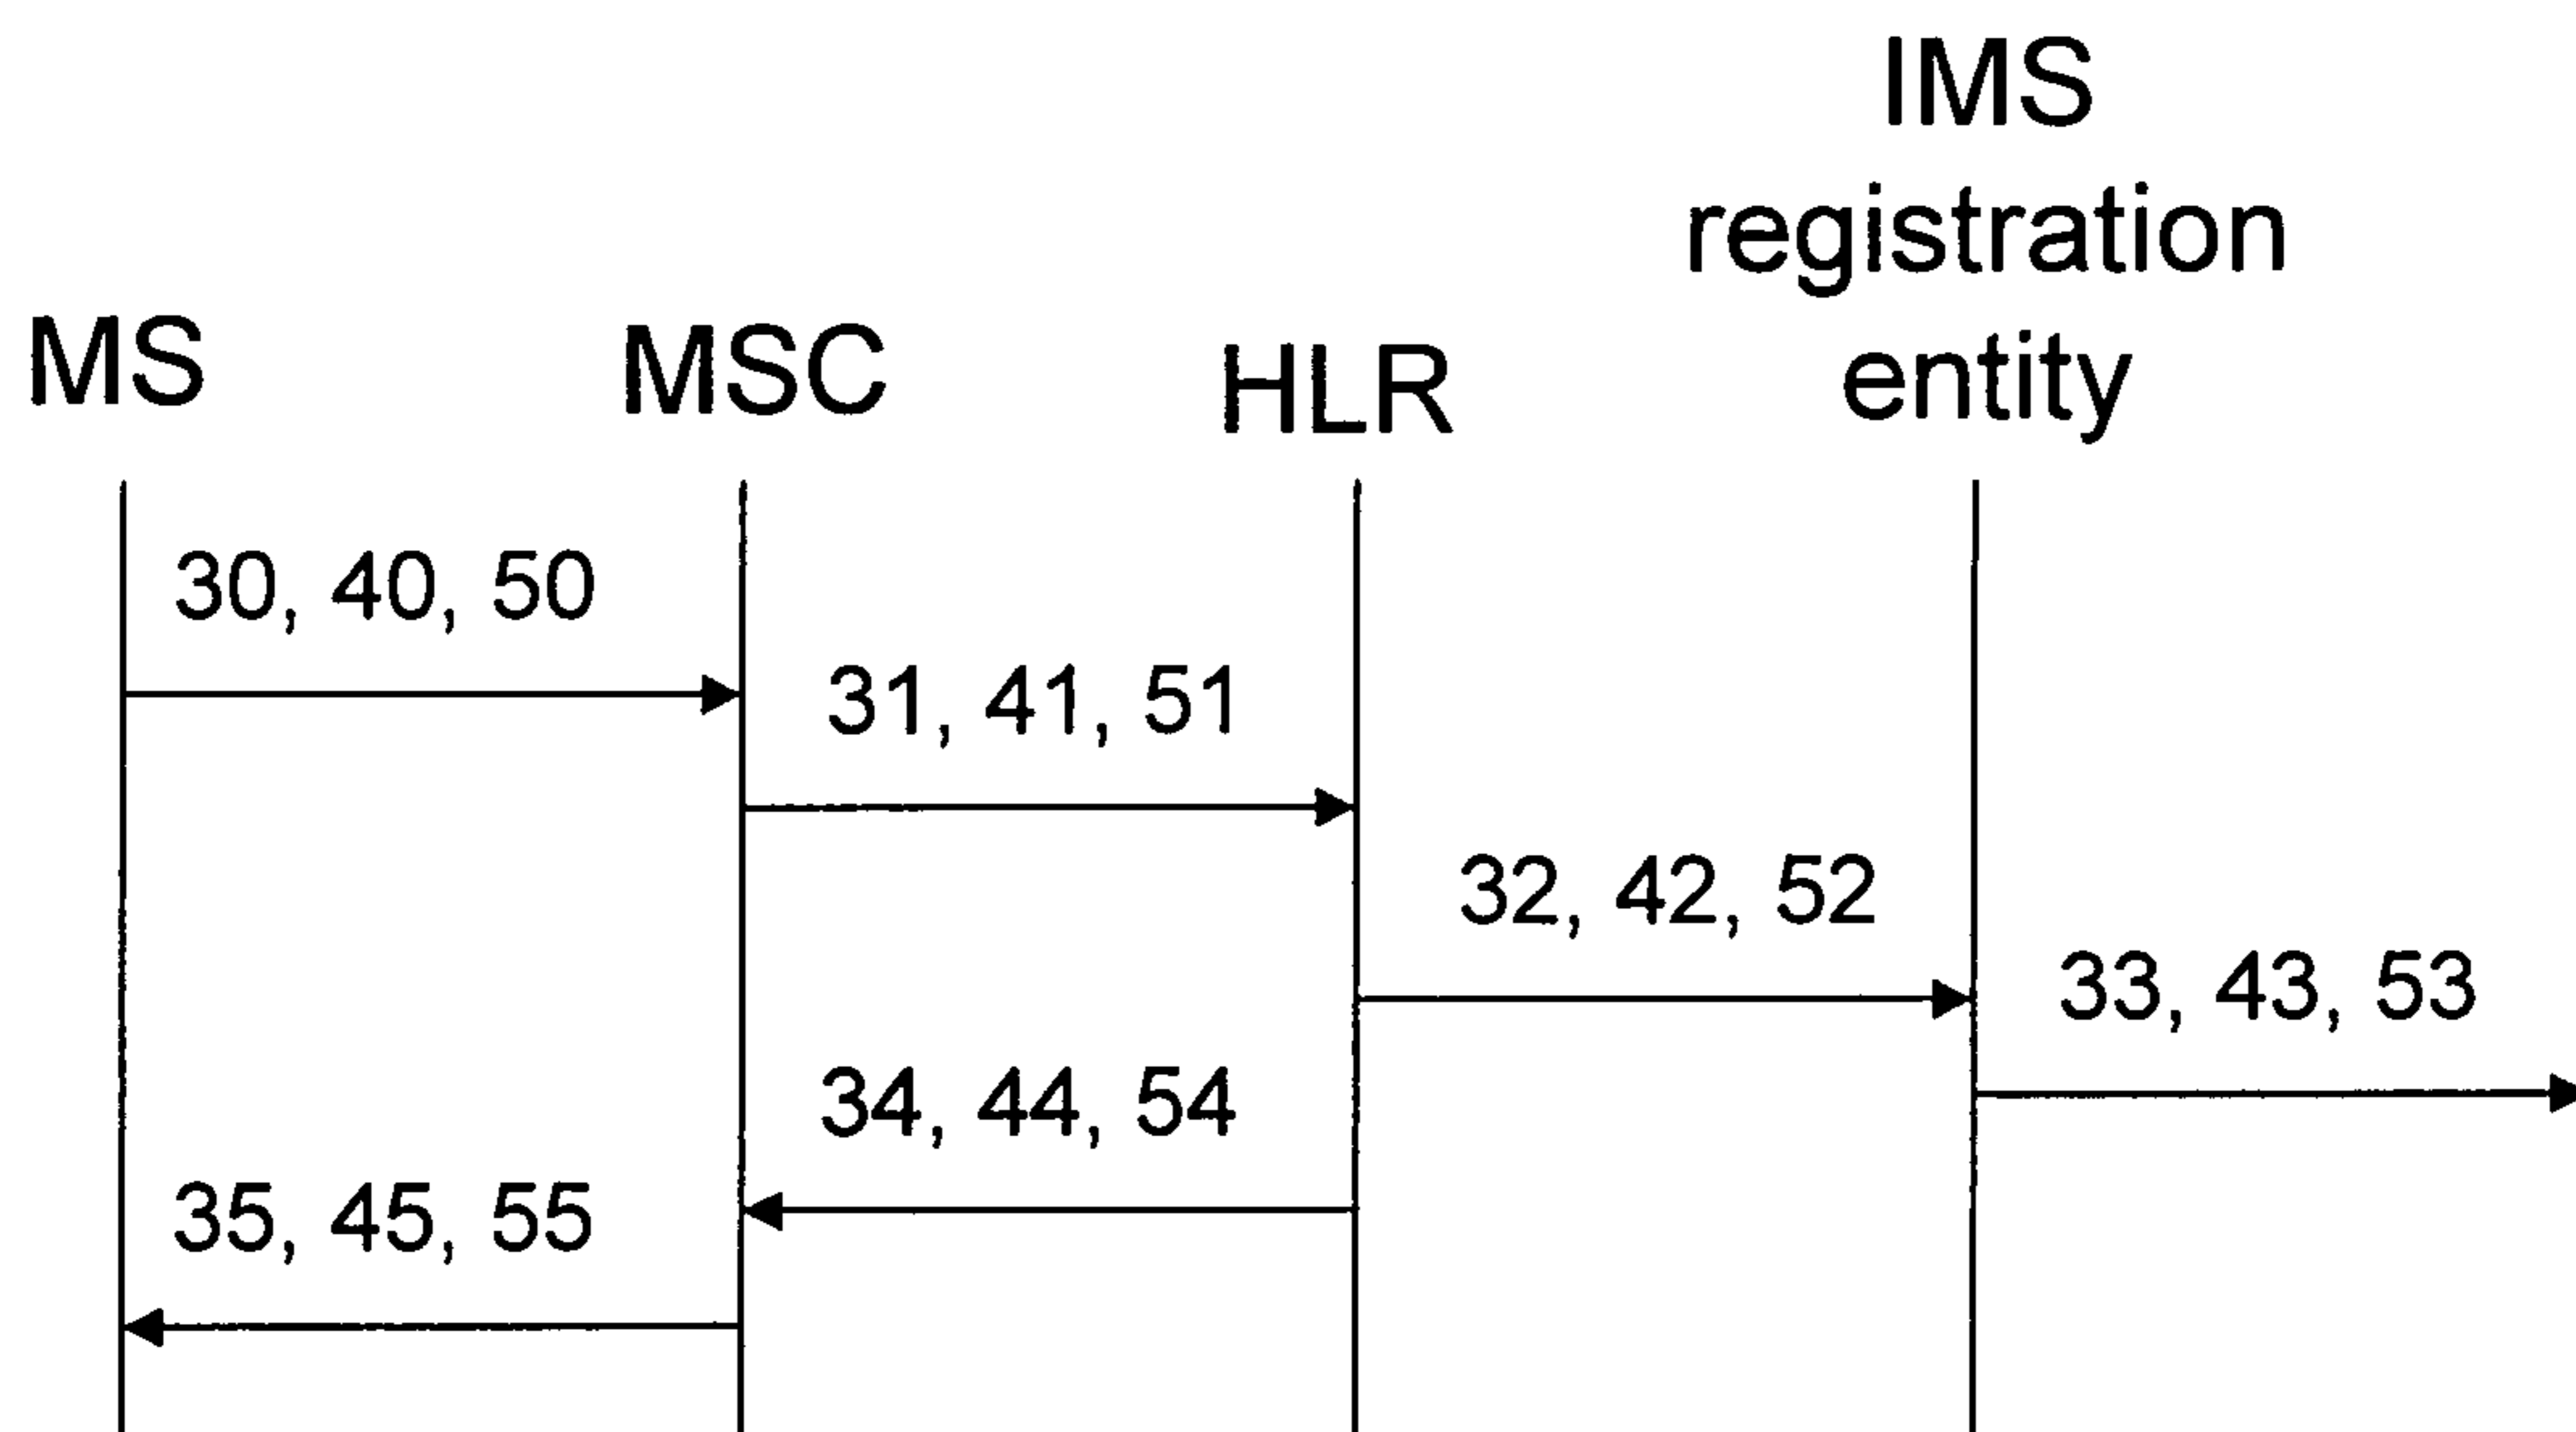 IMS
registration
entity
MS
MSC
HLR
30, 40, 50
31, 41, 51
32, 42, 52
33, 43, 53
34, 44, 54
35, 45, 55